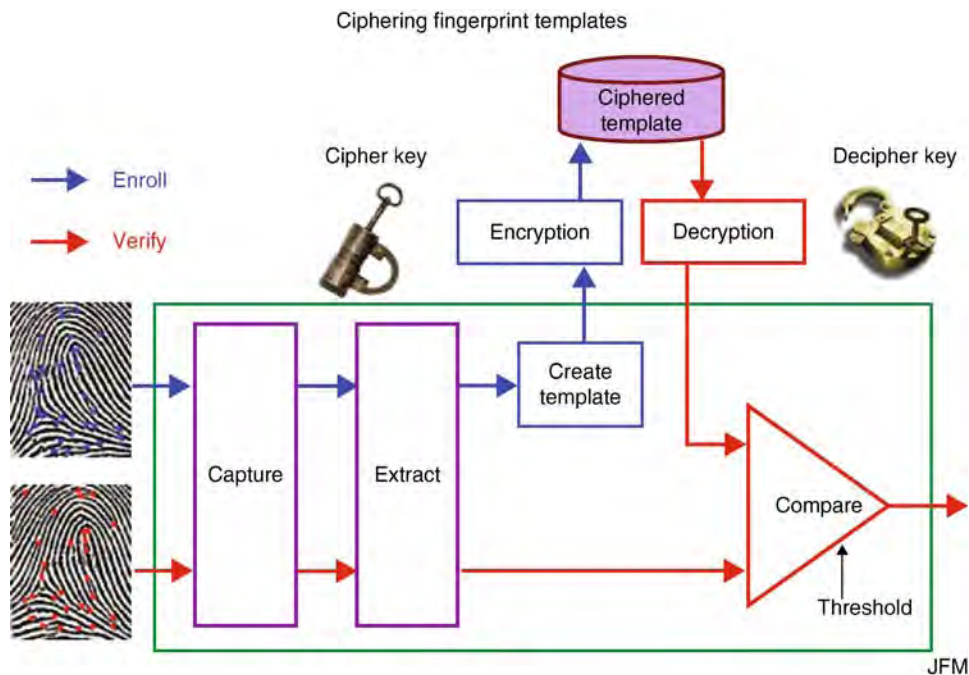 Ciphering fingerprint templates
Ciphered
template
Cipher key
Decipher key
Enroll
Verify
Encryption
Decryption
Create
template
Capture
Extract
Compare
Threshold
JFM